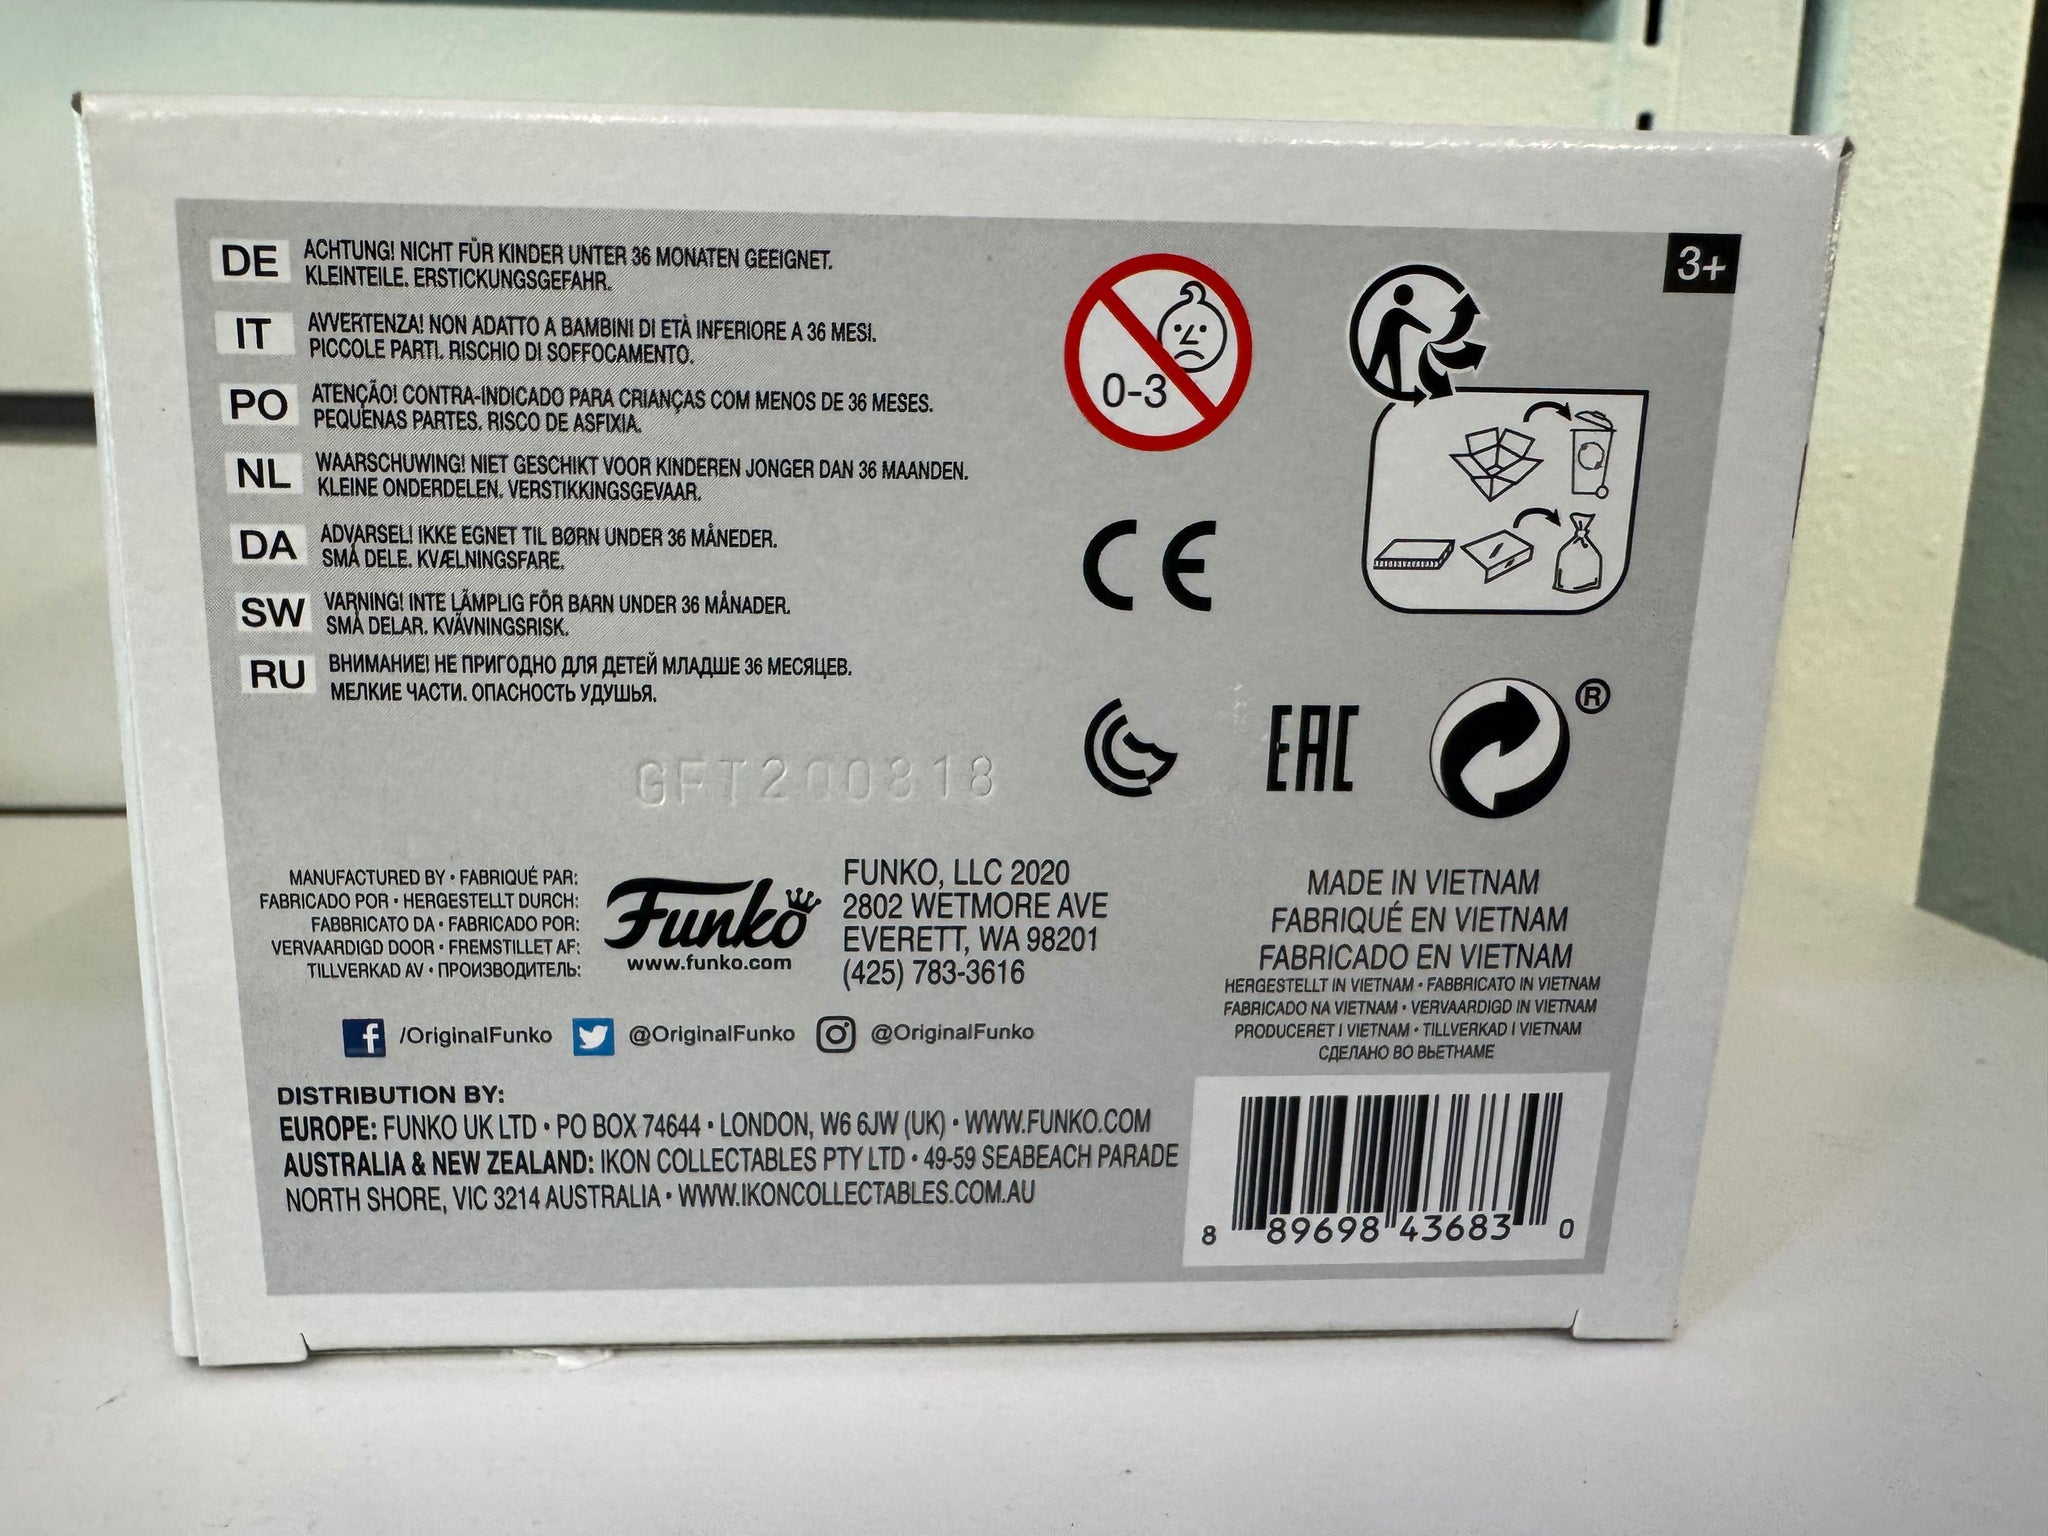 3+
DE
ACHTUNG! NICHT FÜR KINDER UNTER 36 MONATEN GEEIGNET.
KLEINTEILE. ERSTICKUNGSGEFAHR.
IT
AVVERTENZA! NON ADATTO A BAMBINI DI ETÀ INFERIORE A 36 MESI.
PICCOLE PARTI. RISCHIO DI SOFFOCAMENTO.
PO
ATENÇÃO! CONTRA-INDICADO PARA CRIANÇAS COM MENOS DE 36 MESES.
PEQUENAS PARTES. RISCO DE ASFIXIA.
NL
WAARSCHUWING! NIET GESCHIKT VOOR KINDEREN JONGER DAN 36 MAANDEN.
KLEINE ONDERDELEN. VERSTIKKINGSGEVAAR.
DA
ADVARSEL! IKKE EGNET TIL BØRN UNDER 36 MÅNEDER.
SMÅ DELE. KVÆLNINGSFARE.
SW
VARNING! INTE LÄMPLIG FÖR BARN UNDER 36 MÅNADER.
SMÅ DELAR. KVÄVNINGSRISK.
RU
ВНИМАНИЕ! НЕ ПРИГОДНО ДЛЯ ДЕТЕЙ МЛАДШЕ 36 МЕСЯЦЕВ.
МЕЛКИЕ ЧАСТИ. ОПАСНОСТЬ УДУШЬЯ.
0-3
CE
EAC
®
GFT200818
MANUFACTURED BY • FABRIQUÉ PAR:
FABRICADO POR • HERGESTELLT DURCH:
FABBRICATO DA • FABRICADO POR:
VERVAARDIGD DOOR • FREMSTILLET AF:
TILLVERKAD AV • ПРОИЗВОДИТЕЛЬ:
Funko
www.funko.com
FUNKO, LLC 2020
2802 WETMORE AVE
EVERETT, WA 98201
(425) 783-3616
MADE IN VIETNAM
FABRIQUÉ EN VIETNAM
FABRICADO EN VIETNAM
HERGESTELLT IN VIETNAM • FABBRICATO IN VIETNAM
FABRICADO NA VIETNAM • VERVAARDIGD IN VIETNAM
PRODUCERET I VIETNAM • TILLVERKAD I VIETNAM
СДЕЛАНО ВО ВЬЕТНАМЕ
/OriginalFunko @OriginalFunko @OriginalFunko
DISTRIBUTION BY:
EUROPE: FUNKO UK LTD • PO BOX 74644 • LONDON, W6 6JW (UK) • WWW.FUNKO.COM
AUSTRALIA & NEW ZEALAND: IKON COLLECTABLES PTY LTD • 49-59 SEABEACH PARADE
NORTH SHORE, VIC 3214 AUSTRALIA • WWW.IKONCOLLECTABLES.COM.AU
8 89698 43683 0